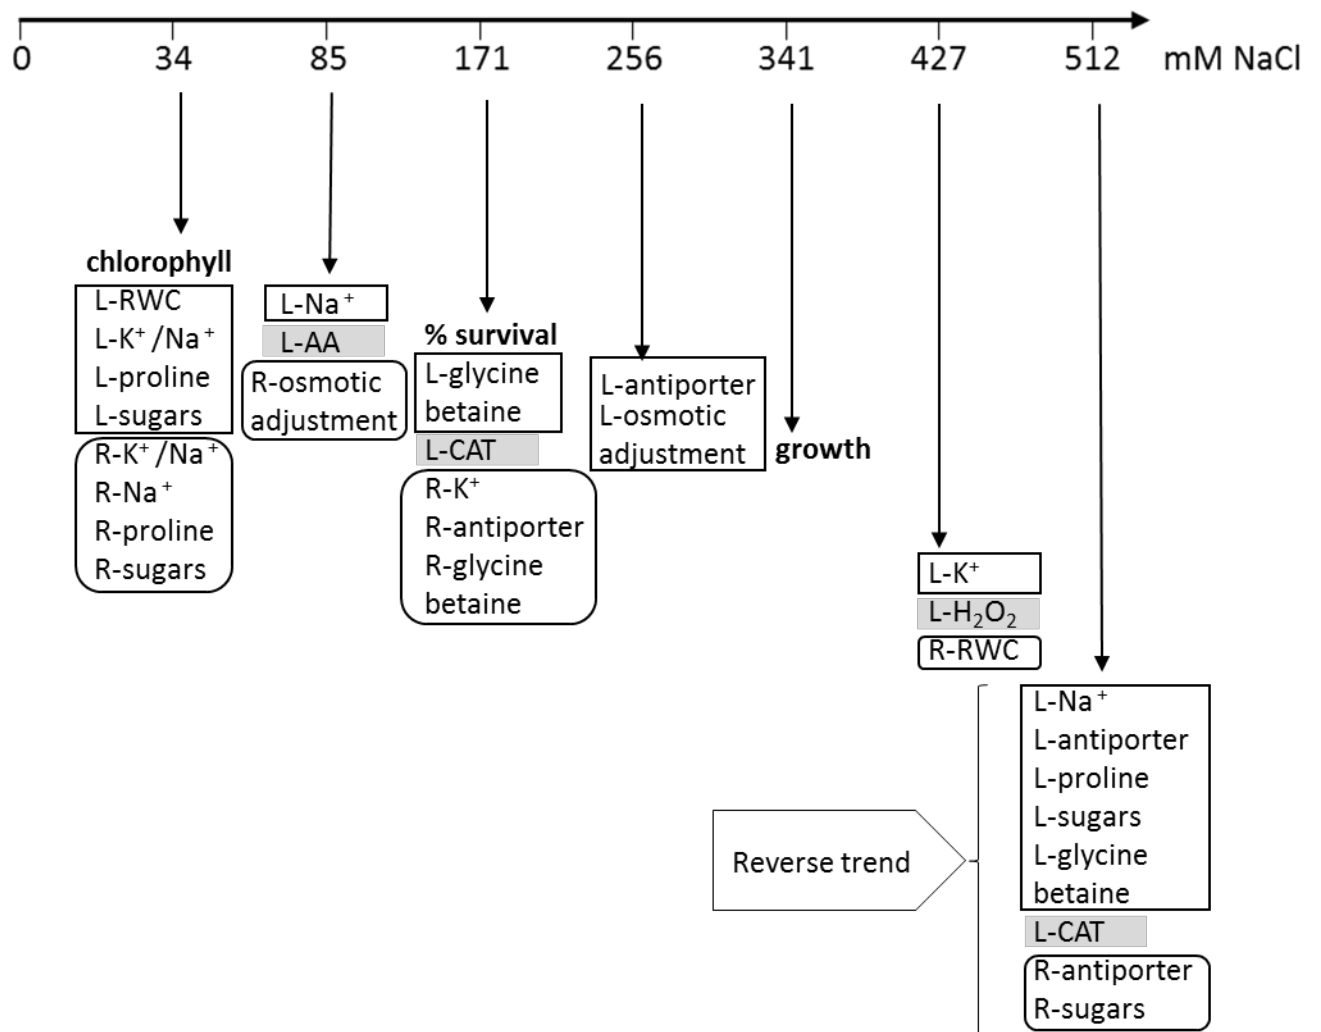 0 34 85 171 256 341 427 512 mM NaCl
chlorophyll
L-RWC
L-K⁺/Na⁺
L-proline
L-sugars
R-K⁺/Na⁺
R-Na⁺
R-proline
R-sugars
L-Na⁺
L-AA
R-osmotic
adjustment
% survival
L-glycine
betaine
L-CAT
R-K⁺
R-antiporter
R-glycine
betaine
L-antiporter
L-osmotic
adjustment
growth
L-K⁺
L-H₂O₂
R-RWC
Reverse trend
L-Na⁺
L-antiporter
L-proline
L-sugars
L-glycine
betaine
L-CAT
R-antiporter
R-sugars